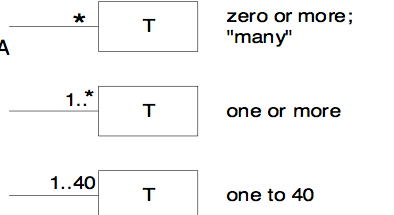 * T zero or more;
"many"
A
1..* T one or more
1..40 T one to 40